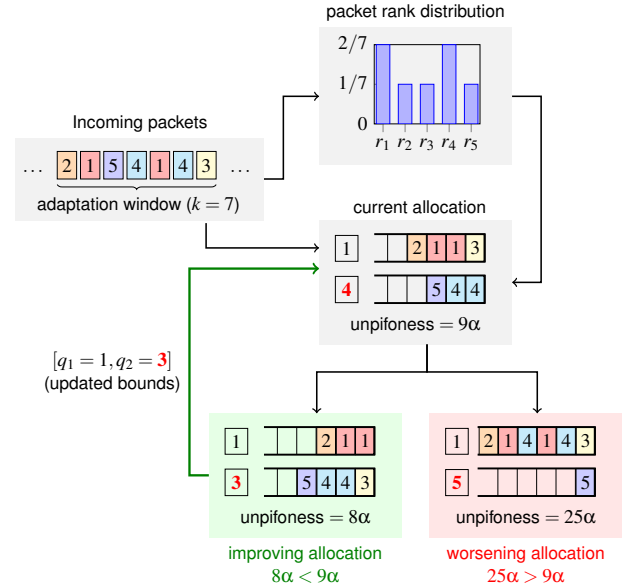 packet rank distribution
2/7
1/7
0
r₁ r₂ r₃ r₄ r₅
Incoming packets
... 2 1 5 4 1 4 3 ...
adaptation window (k = 7)
current allocation
1 2 1 1 3
4 5 4 4
unpifoness = 9α
[q₁ = 1, q₂ = 3]
(updated bounds)
1 2 1 1
3 5 4 4 3
unpifoness = 8α
improving allocation
8α < 9α
1 2 1 4 1 4 3
5 5
unpifoness = 25α
worsening allocation
25α > 9α